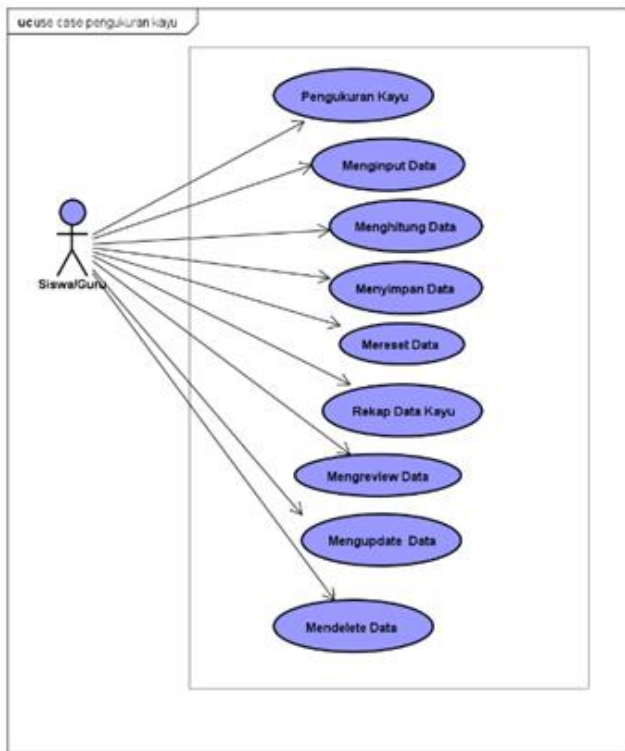 uc use case pengukuran kayu
Pengukuran Kayu
Menginput Data
Menghitung Data
Menyimpan Data
Siswa/Guru
Mereset Data
Rekap Data Kayu
Mengreview Data
Mengupdate Data
Mendelete Data